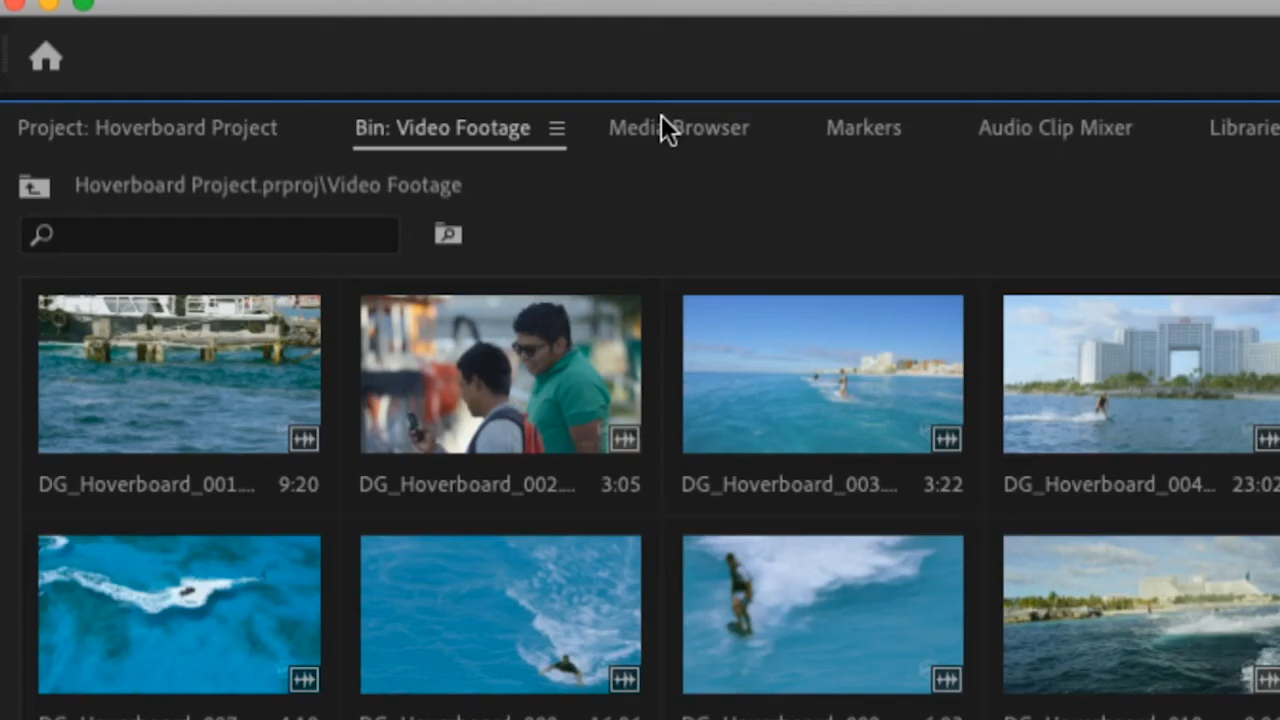 Project: Hoverboard Project Bin: Video Footage Media Browser Markers Audio Clip Mixer Librarie
Hoverboard Project.prproj\Video Footage
DG_Hoverboard_001.... 9:20 DG_Hoverboard_002.... 3:05 DG_Hoverboard_003.... 3:22 DG_Hoverboard_004... 23:02